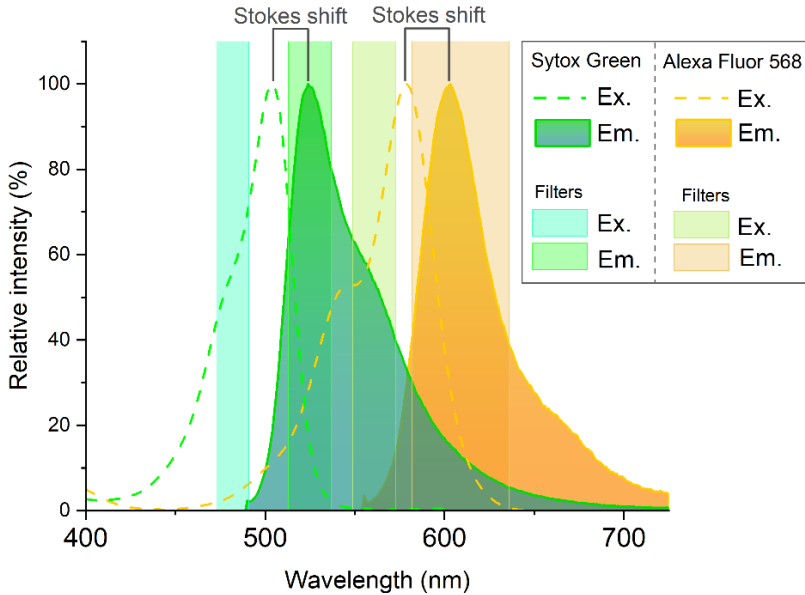 Stokes shift Stokes shift
100
80
60
40
20
0
Relative intensity (%)
400 500 600 700
Wavelength (nm)
Sytox Green Alexa Fluor 568
Ex. Ex.
Em. Em.
Filters Filters
Ex. Ex.
Em. Em.